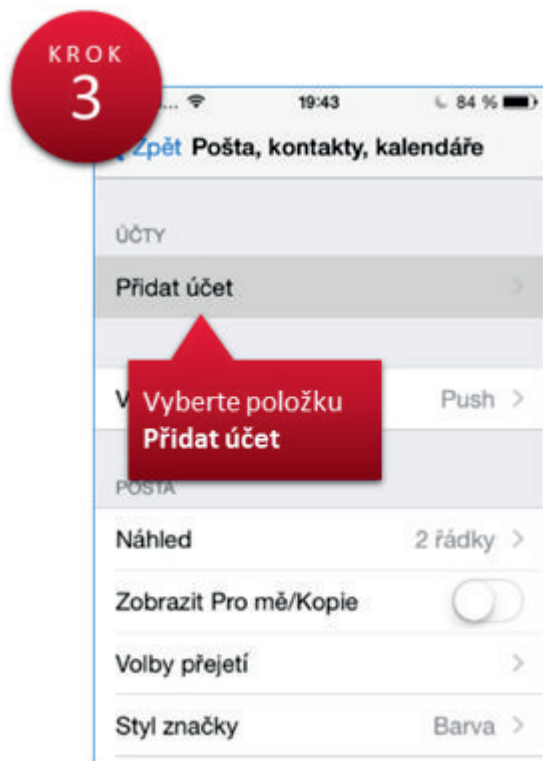 KROK
3
... 19:43 84 %
Zpět Pošta, kontakty, kalendáře
ÚČTY
Přidat účet
Vyberte položku
Přidat účet
V Push
POŠTA
Náhled 2 řádky
Zobrazit Pro mě/Kopie
Volby přejetí
Styl značky Barva